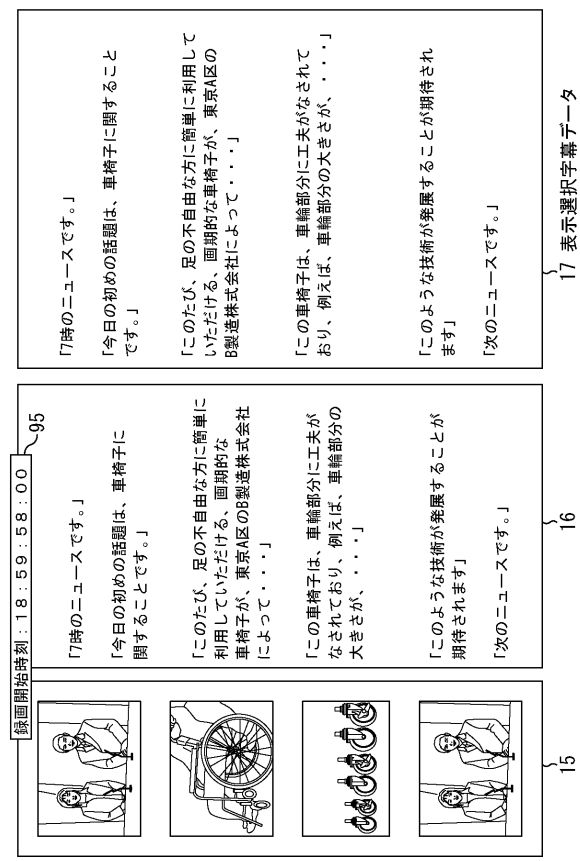 録画開始時刻：18：59：58：00
95
「7時のニュースです。」
「今日の初めの話題は、車椅子に
関することです。」
「このたび、足の不自由な方に簡単に
利用していただける、画期的な
車椅子が、東京A区のB製造株式会社
によって・・・・」
「この車椅子は、車輪部分に工夫が
なされており、例えば、車輪部分の
大きさが、・・・」
「このような技術が発展することが
期待されます」
「次のニュースです。」
「7時のニュースです。」
「今日の初めの話題は、車椅子に関すること
です。」
「このたび、足の不自由な方に簡単に利用して
いただける、画期的な車椅子が、東京A区の
B製造株式会社によって・・・・」
「この車椅子は、車輪部分に工夫がなされて
おり、例えば、車輪部分の大きさが、・・・」
「このような技術が発展することが期待され
ます」
「次のニュースです。」
15
16
17 表示選択字幕データ